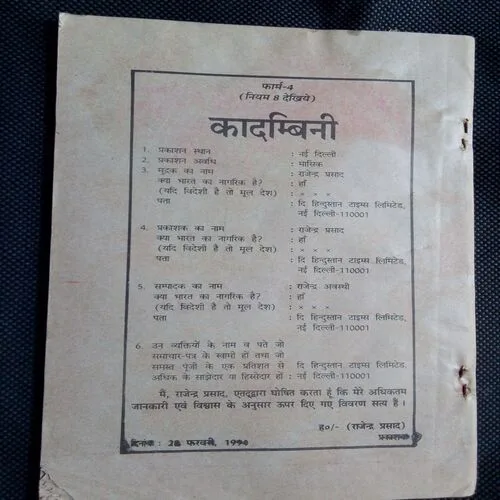 फार्म-4
(नियम 8 देखिये)
कादम्बिनी
1. प्रकाशन स्थान : नई दिल्ली
2. प्रकाशन अवधि : मासिक
3. मुद्रक का नाम : राजेन्द्र प्रसाद
क्या भारत का नागरिक है? : हाँ
(यदि विदेशी है तो मूल देश) : × × ×
पता : दि हिन्दुस्तान टाइम्स लिमिटेड,
नई दिल्ली-110001
4. प्रकाशक का नाम : राजेन्द्र प्रसाद
क्या भारत का नागरिक है? : हाँ
(यदि विदेशी है तो मूल देश) : × × ×
पता : दि हिन्दुस्तान टाइम्स लिमिटेड,
नई दिल्ली-110001
5. सम्पादक का नाम : राजेन्द्र अवस्थी
क्या भारत का नागरिक है? : हाँ
(यदि विदेशी है तो मूल देश) : × × ×
पता : दि हिन्दुस्तान टाइम्स लिमिटेड,
नई दिल्ली-110001
6. उन व्यक्तियों के नाम व पते जो
समाचार-पत्र के स्वामी हों तथा जो
समस्त पूंजी के एक प्रतिशत से : दि हिन्दुस्तान टाइम्स लिमिटेड
अधिक के साझेदार या हिस्सेदार हों : नई दिल्ली-110001
मैं, राजेन्द्र प्रसाद, एतद्द्वारा घोषित करता हूं कि मेरे अधिकतम
जानकारी एवं विश्वास के अनुसार ऊपर दिए गए विवरण सत्य है ।
ह०/- (राजेन्द्र प्रसाद)
दिनांक : 28 फरवरी, 1994 प्रकाशक